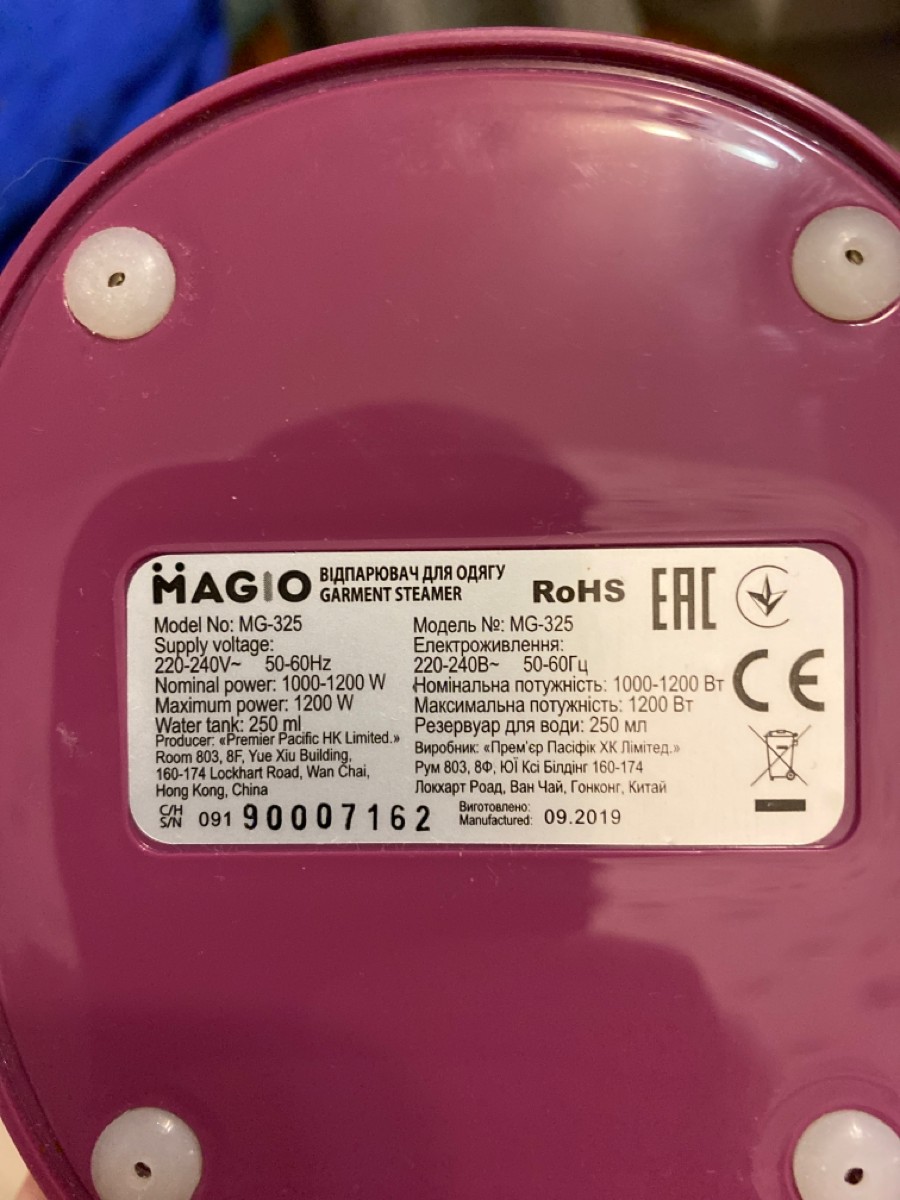 MAGIO
ВІДПАРЮВАЧ ДЛЯ ОДЯГУ
GARMENT STEAMER
RoHS
EAC
CE
Model No: MG-325
Supply voltage:
220-240V~ 50-60Hz
Nominal power: 1000-1200 W
Maximum power: 1200 W
Water tank: 250 ml
Producer: «Premier Pacific HK Limited.»
Room 803, 8F, Yue Xiu Building,
160-174 Lockhart Road, Wan Chai,
Hong Kong, China
Модель №: MG-325
Електроживлення:
220-240В~ 50-60Гц
Номінальна потужність: 1000-1200 Вт
Максимальна потужність: 1200 Вт
Резервуар для води: 250 мл
Виробник: «Прем'єр Пасіфік ХК Лімітед.»
Рум 803, 8Ф, ЮЇ Ксі Білдінг 160-174
Локхарт Роад, Ван Чай, Гонконг, Китай
С/Н
S/N
091 90007162
Виготовлено:
Manufactured: 09.2019